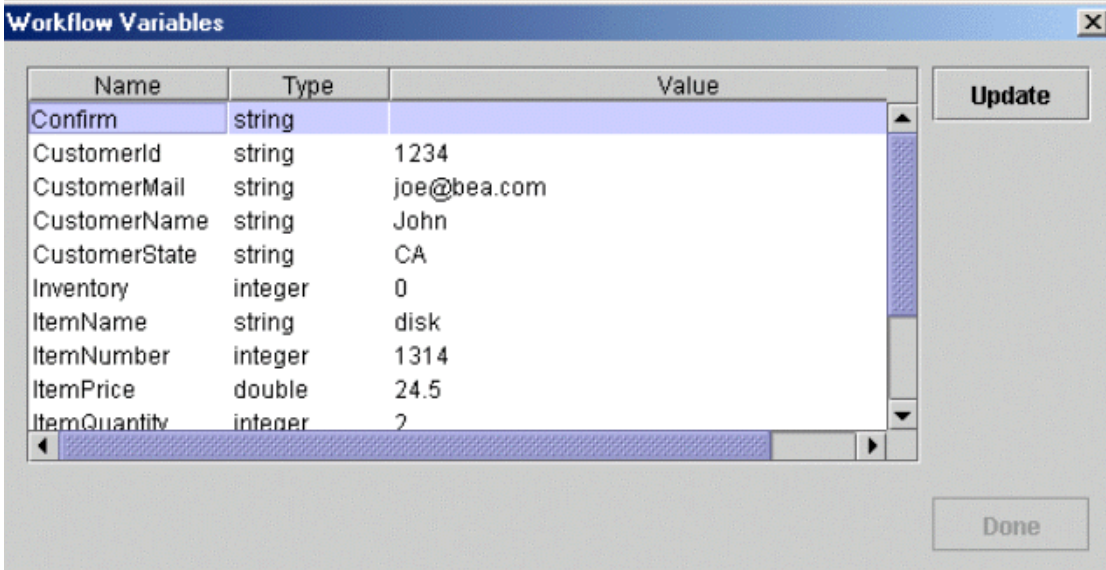 Workflow Variables
Name Type Value
Update
Confirm string
CustomerId string 1234
CustomerMail string joe@bea.com
CustomerName string John
CustomerState string CA
Inventory integer 0
ItemName string disk
ItemNumber integer 1314
ItemPrice double 24.5
ItemQuantity integer 2
Done